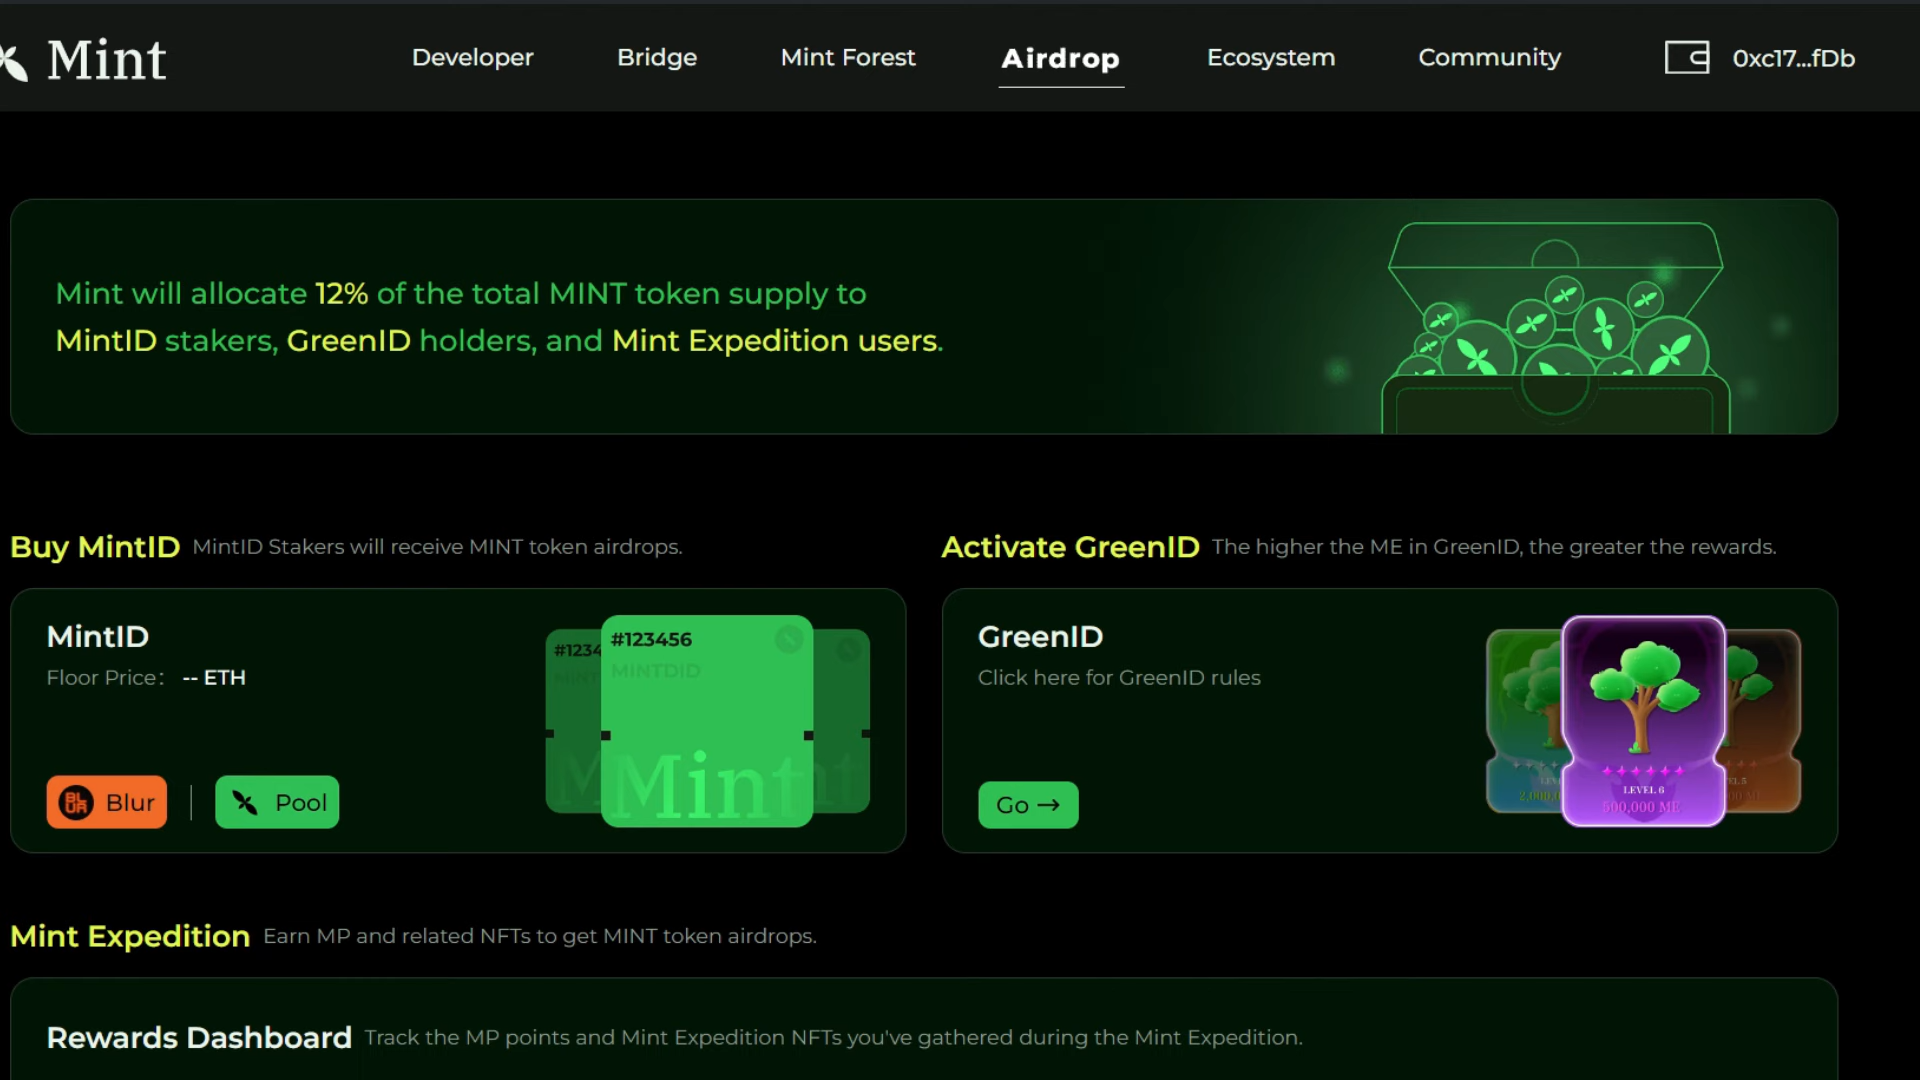 Mint
Developer
Bridge
Mint Forest
Airdrop
Ecosystem
Community
0xc17...fDb
Mint will allocate 12% of the total MINT token supply to
MintID stakers, GreenID holders, and Mint Expedition users.
Buy MintID MintID Stakers will receive MINT token airdrops.
MintID
Floor Price: -- ETH
Blur
Pool
#1234
#123456
MINTDID
Mint
Activate GreenID The higher the ME in GreenID, the greater the rewards.
GreenID
Click here for GreenID rules
Go →
LEVEL 6
500,000 ME
Mint Expedition Earn MP and related NFTs to get MINT token airdrops.
Rewards Dashboard Track the MP points and Mint Expedition NFTs you've gathered during the Mint Expedition.